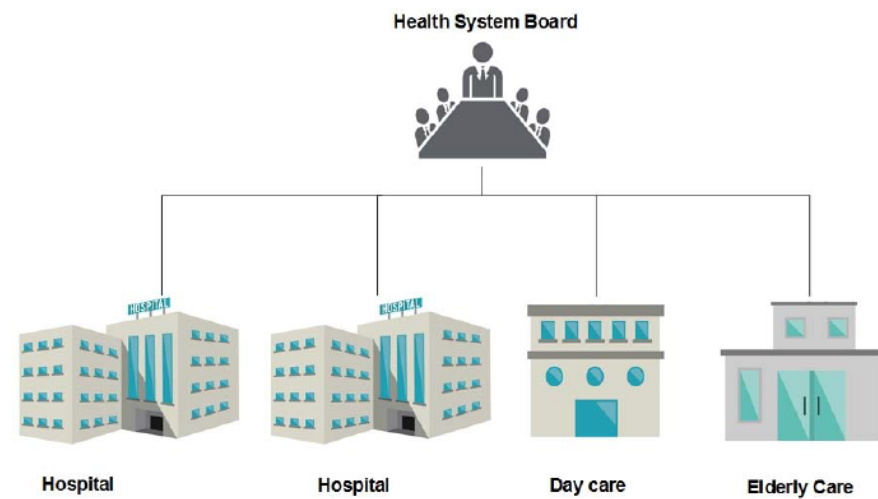 Health System Board
HOSPITAL
HOSPITAL
Hospital
Hospital
Day care
Elderly Care